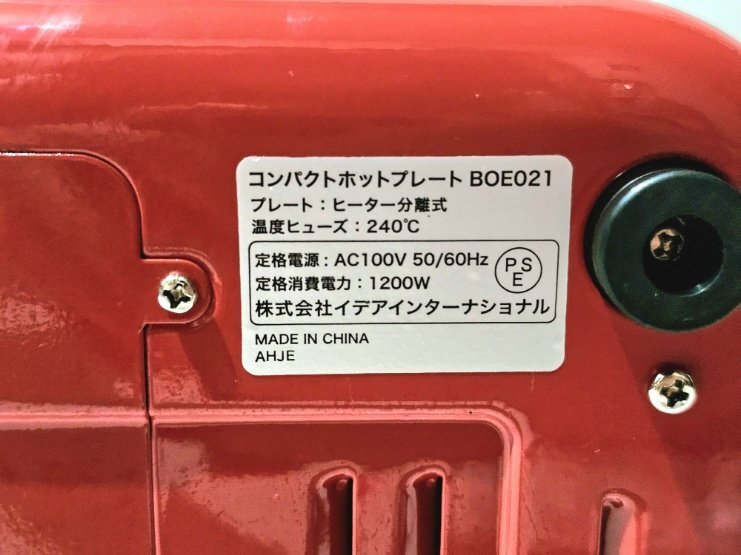 コンパクトホットプレート BOE021
プレート：ヒーター分離式
温度ヒューズ：240℃
定格電源：AC100V 50/60Hz
定格消費電力：1200W
PSE
株式会社イデアインターナショナル
MADE IN CHINA
AHJE